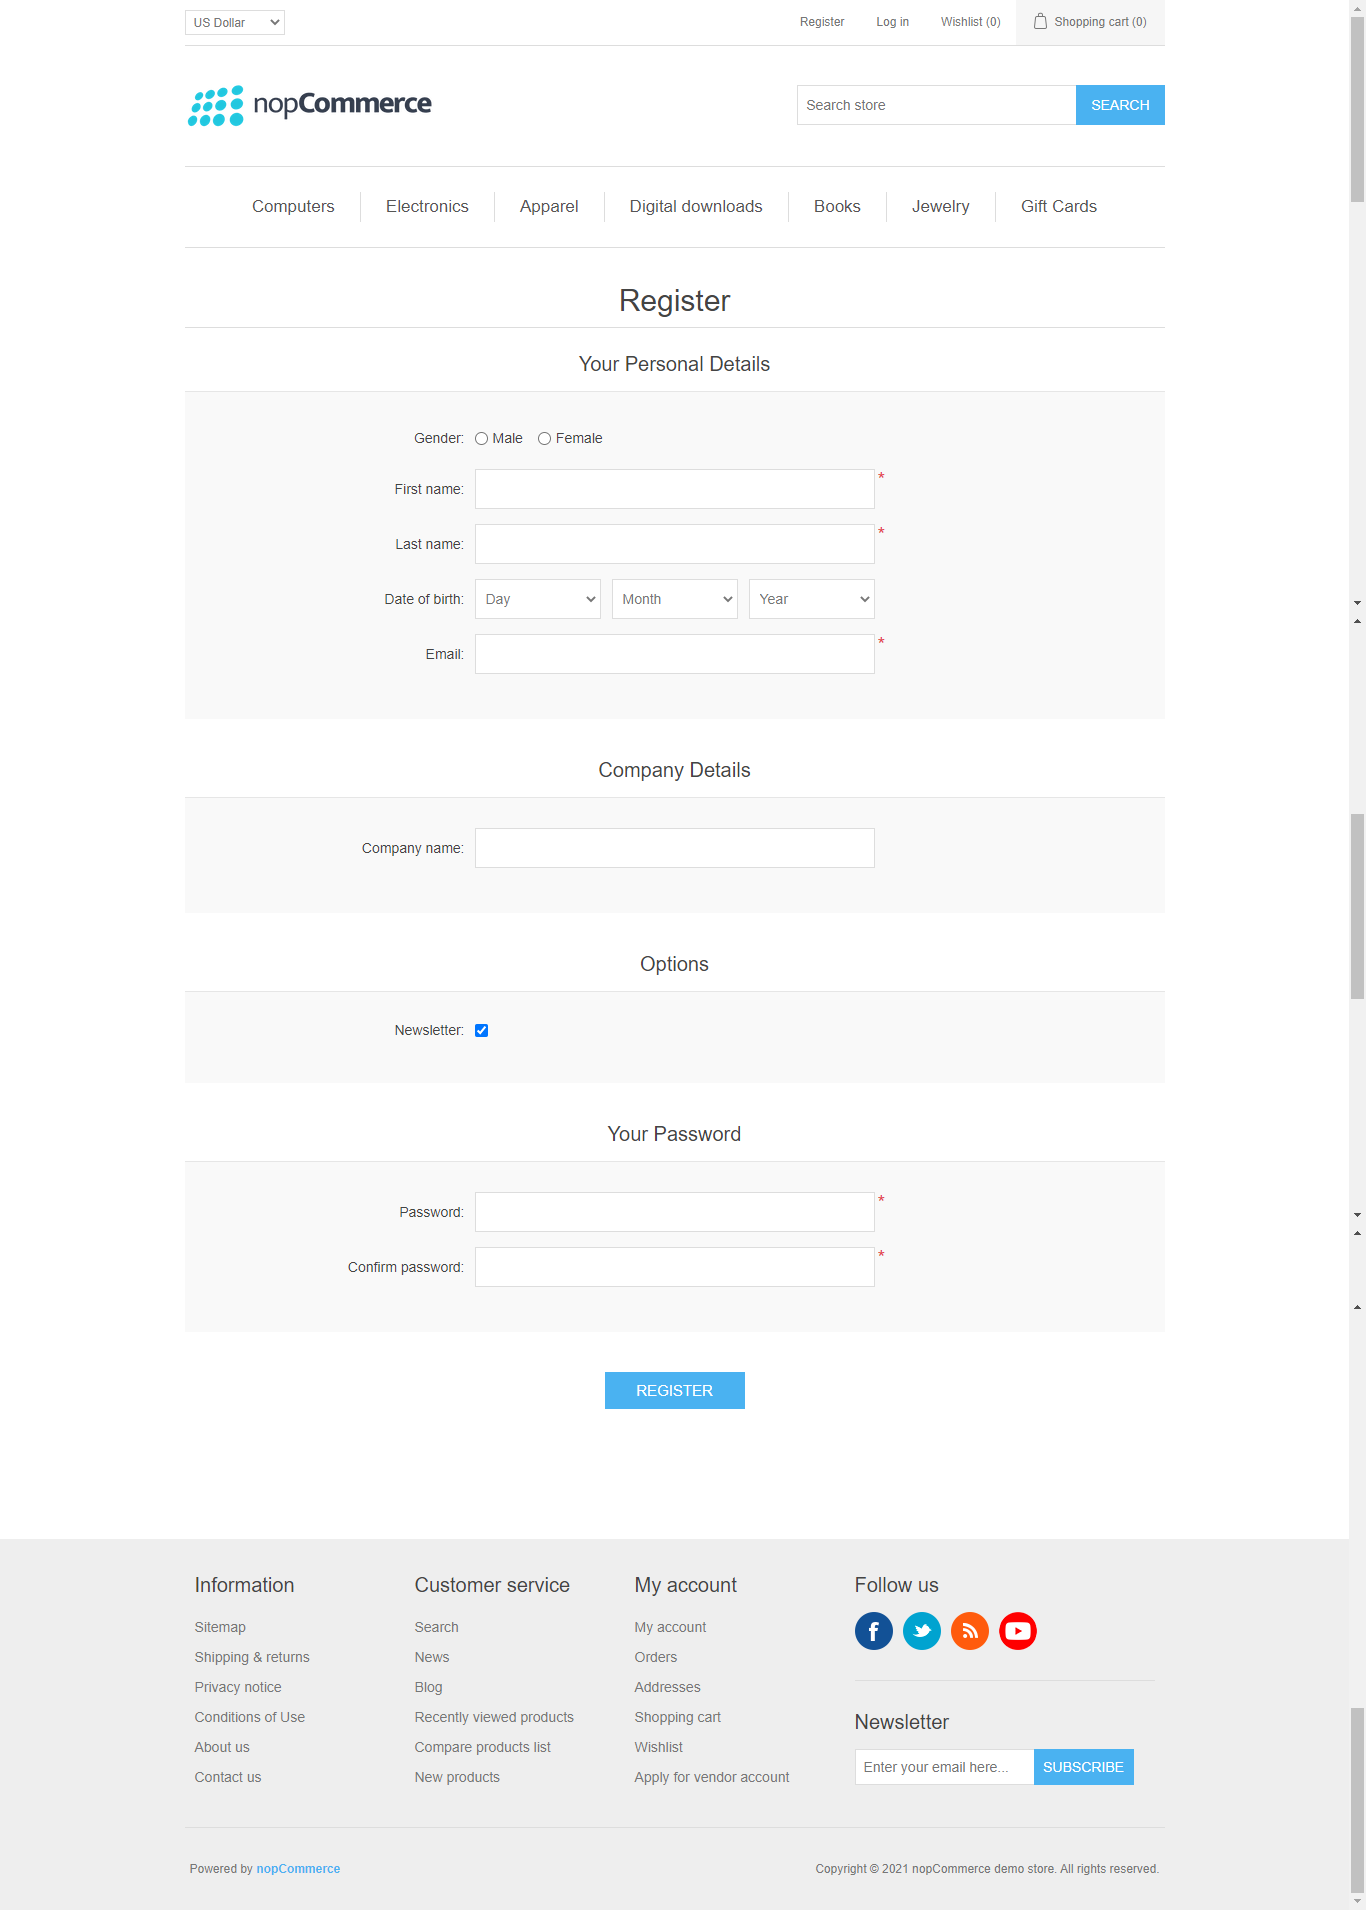 US Dollar
Register Log in Wishlist (0) Shopping cart (0)
nopCommerce
Search store SEARCH
Computers Electronics Apparel Digital downloads Books Jewelry Gift Cards
Register
Your Personal Details
Gender: Male Female
First name: *
Last name: *
Date of birth: Day Month Year
Email: *
Company Details
Company name:
Options
Newsletter:
Your Password
Password: *
Confirm password: *
REGISTER
Information
Sitemap
Shipping & returns
Privacy notice
Conditions of Use
About us
Contact us
Customer service
Search
News
Blog
Recently viewed products
Compare products list
New products
My account
My account
Orders
Addresses
Shopping cart
Wishlist
Apply for vendor account
Follow us
Newsletter
Enter your email here... SUBSCRIBE
Powered by nopCommerce
Copyright © 2021 nopCommerce demo store. All rights reserved.